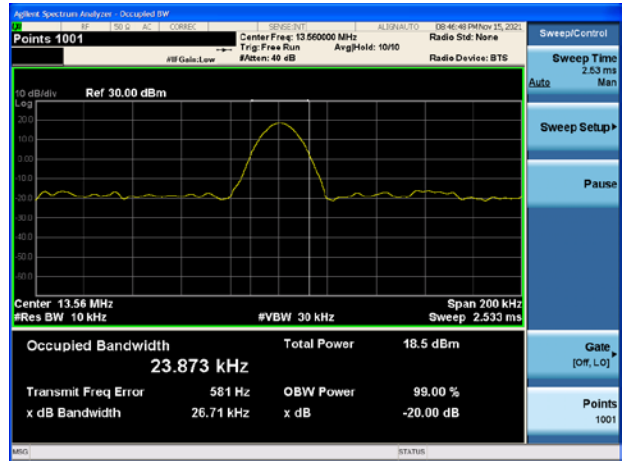 Agilent Spectrum Analyzer - Occupied BW
RF 50 Ω AC CORREC SENSE:INT ALIGNAUTO 08:46:48 PM Nov 15, 2021
Points 1001
Center Freq: 13.560000 MHz
Radio Std: None
Trig: Free Run Avg|Hold: 10/10
#IFGain:Low #Atten: 40 dB Radio Device: BTS
10 dB/div Ref 30.00 dBm
Log
20.0
10.0
0.00
-10.0
-20.0
-30.0
-40.0
-50.0
-60.0
Center 13.56 MHz Span 200 kHz
#Res BW 10 kHz #VBW 30 kHz Sweep 2.533 ms
Occupied Bandwidth Total Power 18.5 dBm
23.873 kHz
Transmit Freq Error 581 Hz OBW Power 99.00 %
x dB Bandwidth 26.71 kHz x dB -20.00 dB
MSG STATUS
Sweep/Control
Sweep Time
2.53 ms
Auto Man
Sweep Setup
Pause
Gate
[Off, LO]
Points
1001